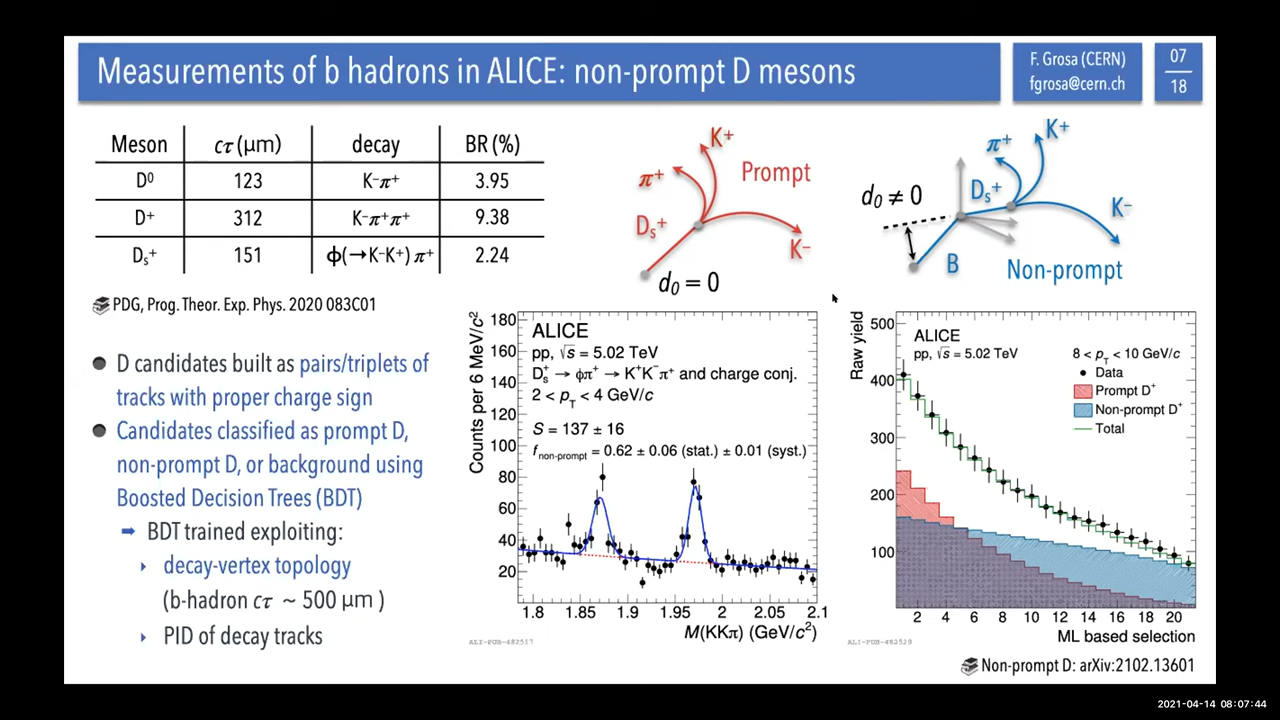 Measurements of b hadrons in ALICE: non-prompt D mesons
F. Grosa (CERN)
fgrosa@cern.ch
07
18
Meson cτ (μm) decay BR (%)
D⁰ 123 K⁻π⁺ 3.95
D⁺ 312 K⁻π⁺π⁺ 9.38
Dₛ⁺ 151 ϕ(→K⁻K⁺) π⁺ 2.24
PDG, Prog. Theor. Exp. Phys. 2020 083C01
K⁺
π⁺
Prompt
Dₛ⁺
K⁻
d₀ = 0
K⁺
π⁺
d₀ ≠ 0
Dₛ⁺
K⁻
B
Non-prompt
D candidates built as pairs/triplets of
tracks with proper charge sign
Candidates classified as prompt D,
non-prompt D, or background using
Boosted Decision Trees (BDT)
➡ BDT trained exploiting:
decay-vertex topology
(b-hadron cτ ~ 500 μm )
PID of decay tracks
Counts per 6 MeV/c²
180
160
140
120
100
80
60
40
20
ALICE
pp, √s = 5.02 TeV
Dₛ⁺ → ϕπ⁺ → K⁺K⁻π⁺ and charge conj.
2 < p_T < 4 GeV/c
S = 137 ± 16
f_non-prompt = 0.62 ± 0.06 (stat.) ± 0.01 (syst.)
1.8 1.85 1.9 1.95 2 2.05 2.1
M(KKπ) (GeV/c²)
ALI-PUB-482517
Raw yield
500
400
300
200
100
ALICE
pp, √s = 5.02 TeV
8 < p_T < 10 GeV/c
Data
Prompt D⁺
Non-prompt D⁺
Total
2 4 6 8 10 12 14 16 18 20
ML based selection
ALI-PUB-482529
Non-prompt D: arXiv:2102.13601
2021-04-14 08:07:44